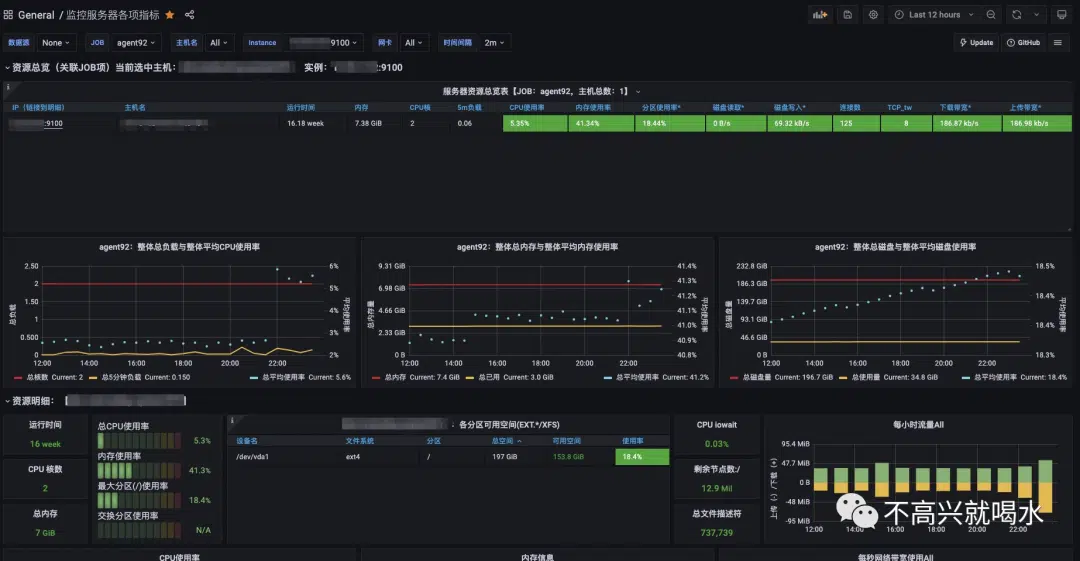 General / 监控服务器各项指标 Last 12 hours
数据源 None JOB agent92 主机名 All Instance 9100 网卡 All 时间间隔 2m Update GitHub
资源总览（关联JOB项）当前选中主机： 实例： :9100
服务器资源总览表【JOB：agent92，主机总数：1】
IP（链接到明细） 主机名 运行时间 内存 CPU核 5m负载 CPU使用率 内存使用率 分区使用率* 磁盘读取* 磁盘写入* 连接数 TCP_tw 下载带宽* 上传带宽*
:9100 16.18 week 7.38 GiB 2 0.06 5.35% 41.34% 18.44% 0 B/s 69.32 kB/s 125 8 186.87 kb/s 186.98 kb/s
agent92：整体总负载与整体平均CPU使用率
2.50
2
1.50
1
0.500
0
总负载
6%
5%
4%
3%
2%
平均使用率
12:00 14:00 16:00 18:00 20:00 22:00
总核数 Current: 2 总5分钟负载 Current: 0.150 总平均使用率 Current: 5.6%
agent92：整体总内存与整体平均内存使用率
9.31 GiB
6.98 GiB
4.66 GiB
2.33 GiB
0 B
总内存量
41.4%
41.3%
41.2%
41.1%
41.0%
40.9%
40.8%
平均使用率
12:00 14:00 16:00 18:00 20:00 22:00
总内存 Current: 7.4 GiB 总已用 Current: 3.0 GiB 总平均使用率 Current: 41.2%
agent92：整体总磁盘与整体平均磁盘使用率
232.8 GiB
186.3 GiB
139.7 GiB
93.1 GiB
46.6 GiB
0 B
总磁盘量
18.5%
18.4%
18.4%
18.3%
平均使用率
12:00 14:00 16:00 18:00 20:00 22:00
总磁盘量 Current: 196.7 GiB 总使用量 Current: 34.8 GiB 总平均使用率 Current: 18.4%
资源明细：
运行时间
16 week
CPU 核数
2
总内存
7 GiB
总CPU使用率
5.3%
内存使用率
41.3%
最大分区(/)使用率
18.4%
交换分区使用率
N/A
：各分区可用空间(EXT.*/XFS)
设备名 文件系统 分区 总空间 可用空间 使用率
/dev/vda1 ext4 / 197 GiB 153.8 GiB 18.4%
CPU iowait
0.03%
剩余节点数:/
12.9 Mil
总文件描述符
737,739
每小时流量All
95.4 MiB
47.7 MiB
0 B
-48 MiB
-95 MiB
上传（-）/下载（+）
12:00 14:00 16:00 18:00 20:00 22:00
不高兴就喝水
CPU使用率 内存信息 每秒网络带宽使用All